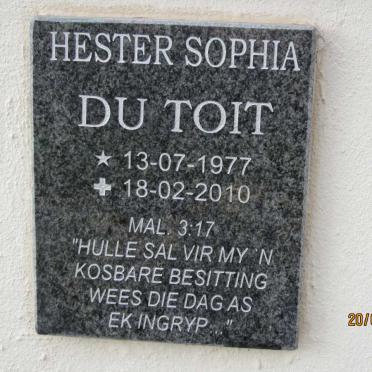 HESTER SOPHIA
DU TOIT
★ 13-07-1977
✚ 18-02-2010
MAL. 3:17
"HULLE SAL VIR MY `N
KOSBARE BESITTING
WEES DIE DAG AS
EK INGRYP..."